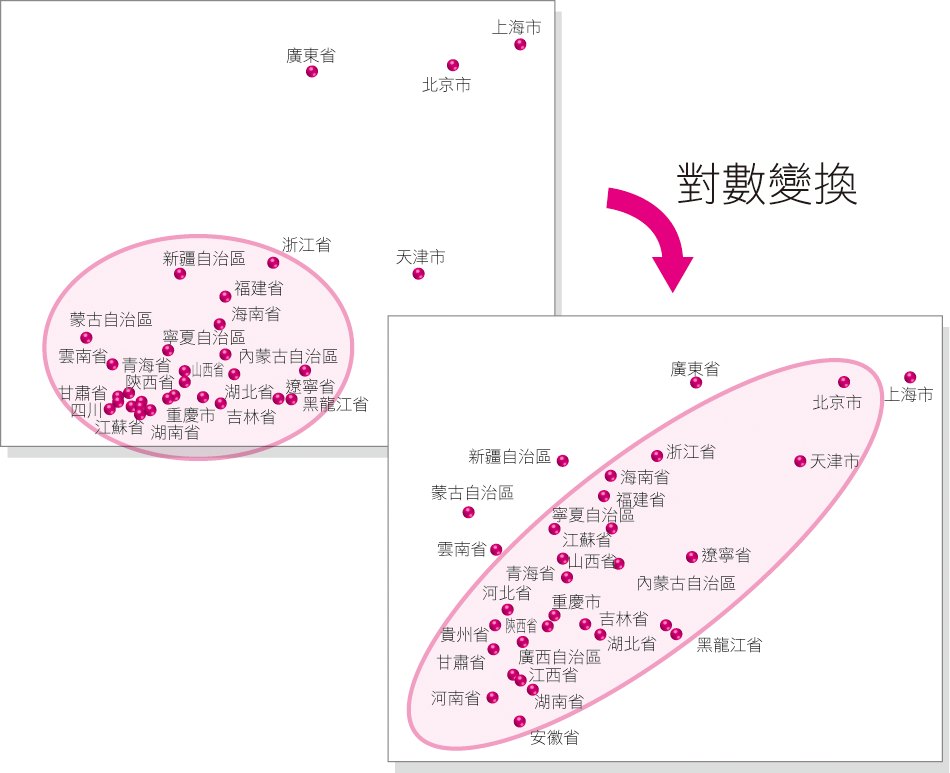 上海市
廣東省
北京市
對數變換
浙江省
新疆自治區
天津市
福建省
海南省
蒙古自治區
寧夏自治區
雲南省
青海省
山西省
內蒙古自治區
陝西省
甘肅省
湖北省
遼寧省
四川
重慶市
吉林省
黑龍江省
江蘇省
湖南省
廣東省
北京市
上海市
新疆自治區
浙江省
天津市
海南省
蒙古自治區
福建省
寧夏自治區
江蘇省
雲南省
山西省
遼寧省
青海省
內蒙古自治區
河北省
重慶市
貴州省
陝西省
吉林省
湖北省
黑龍江省
甘肅省
廣西自治區
江西省
河南省
湖南省
安徽省